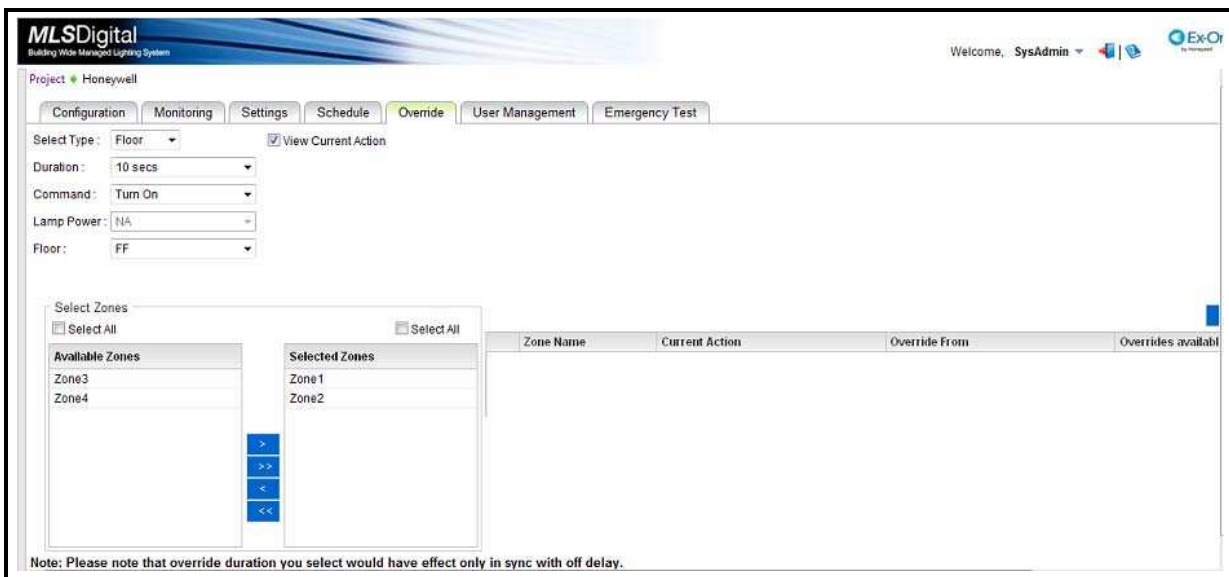 MLSDigital
Building Wide Managed Lighting System
Welcome, SysAdmin
Ex-Or
by Honeywell
Project Honeywell
Configuration Monitoring Settings Schedule Override User Management Emergency Test
Select Type : Floor View Current Action
Duration : 10 secs
Command : Turn On
Lamp Power : NA
Floor : FF
Select Zones
Select All Select All
Available Zones Selected Zones Zone Name Current Action Override From Overrides availabl
Zone3 Zone1
Zone4 Zone2
>
>>
<
<<
Note: Please note that override duration you select would have effect only in sync with off delay.